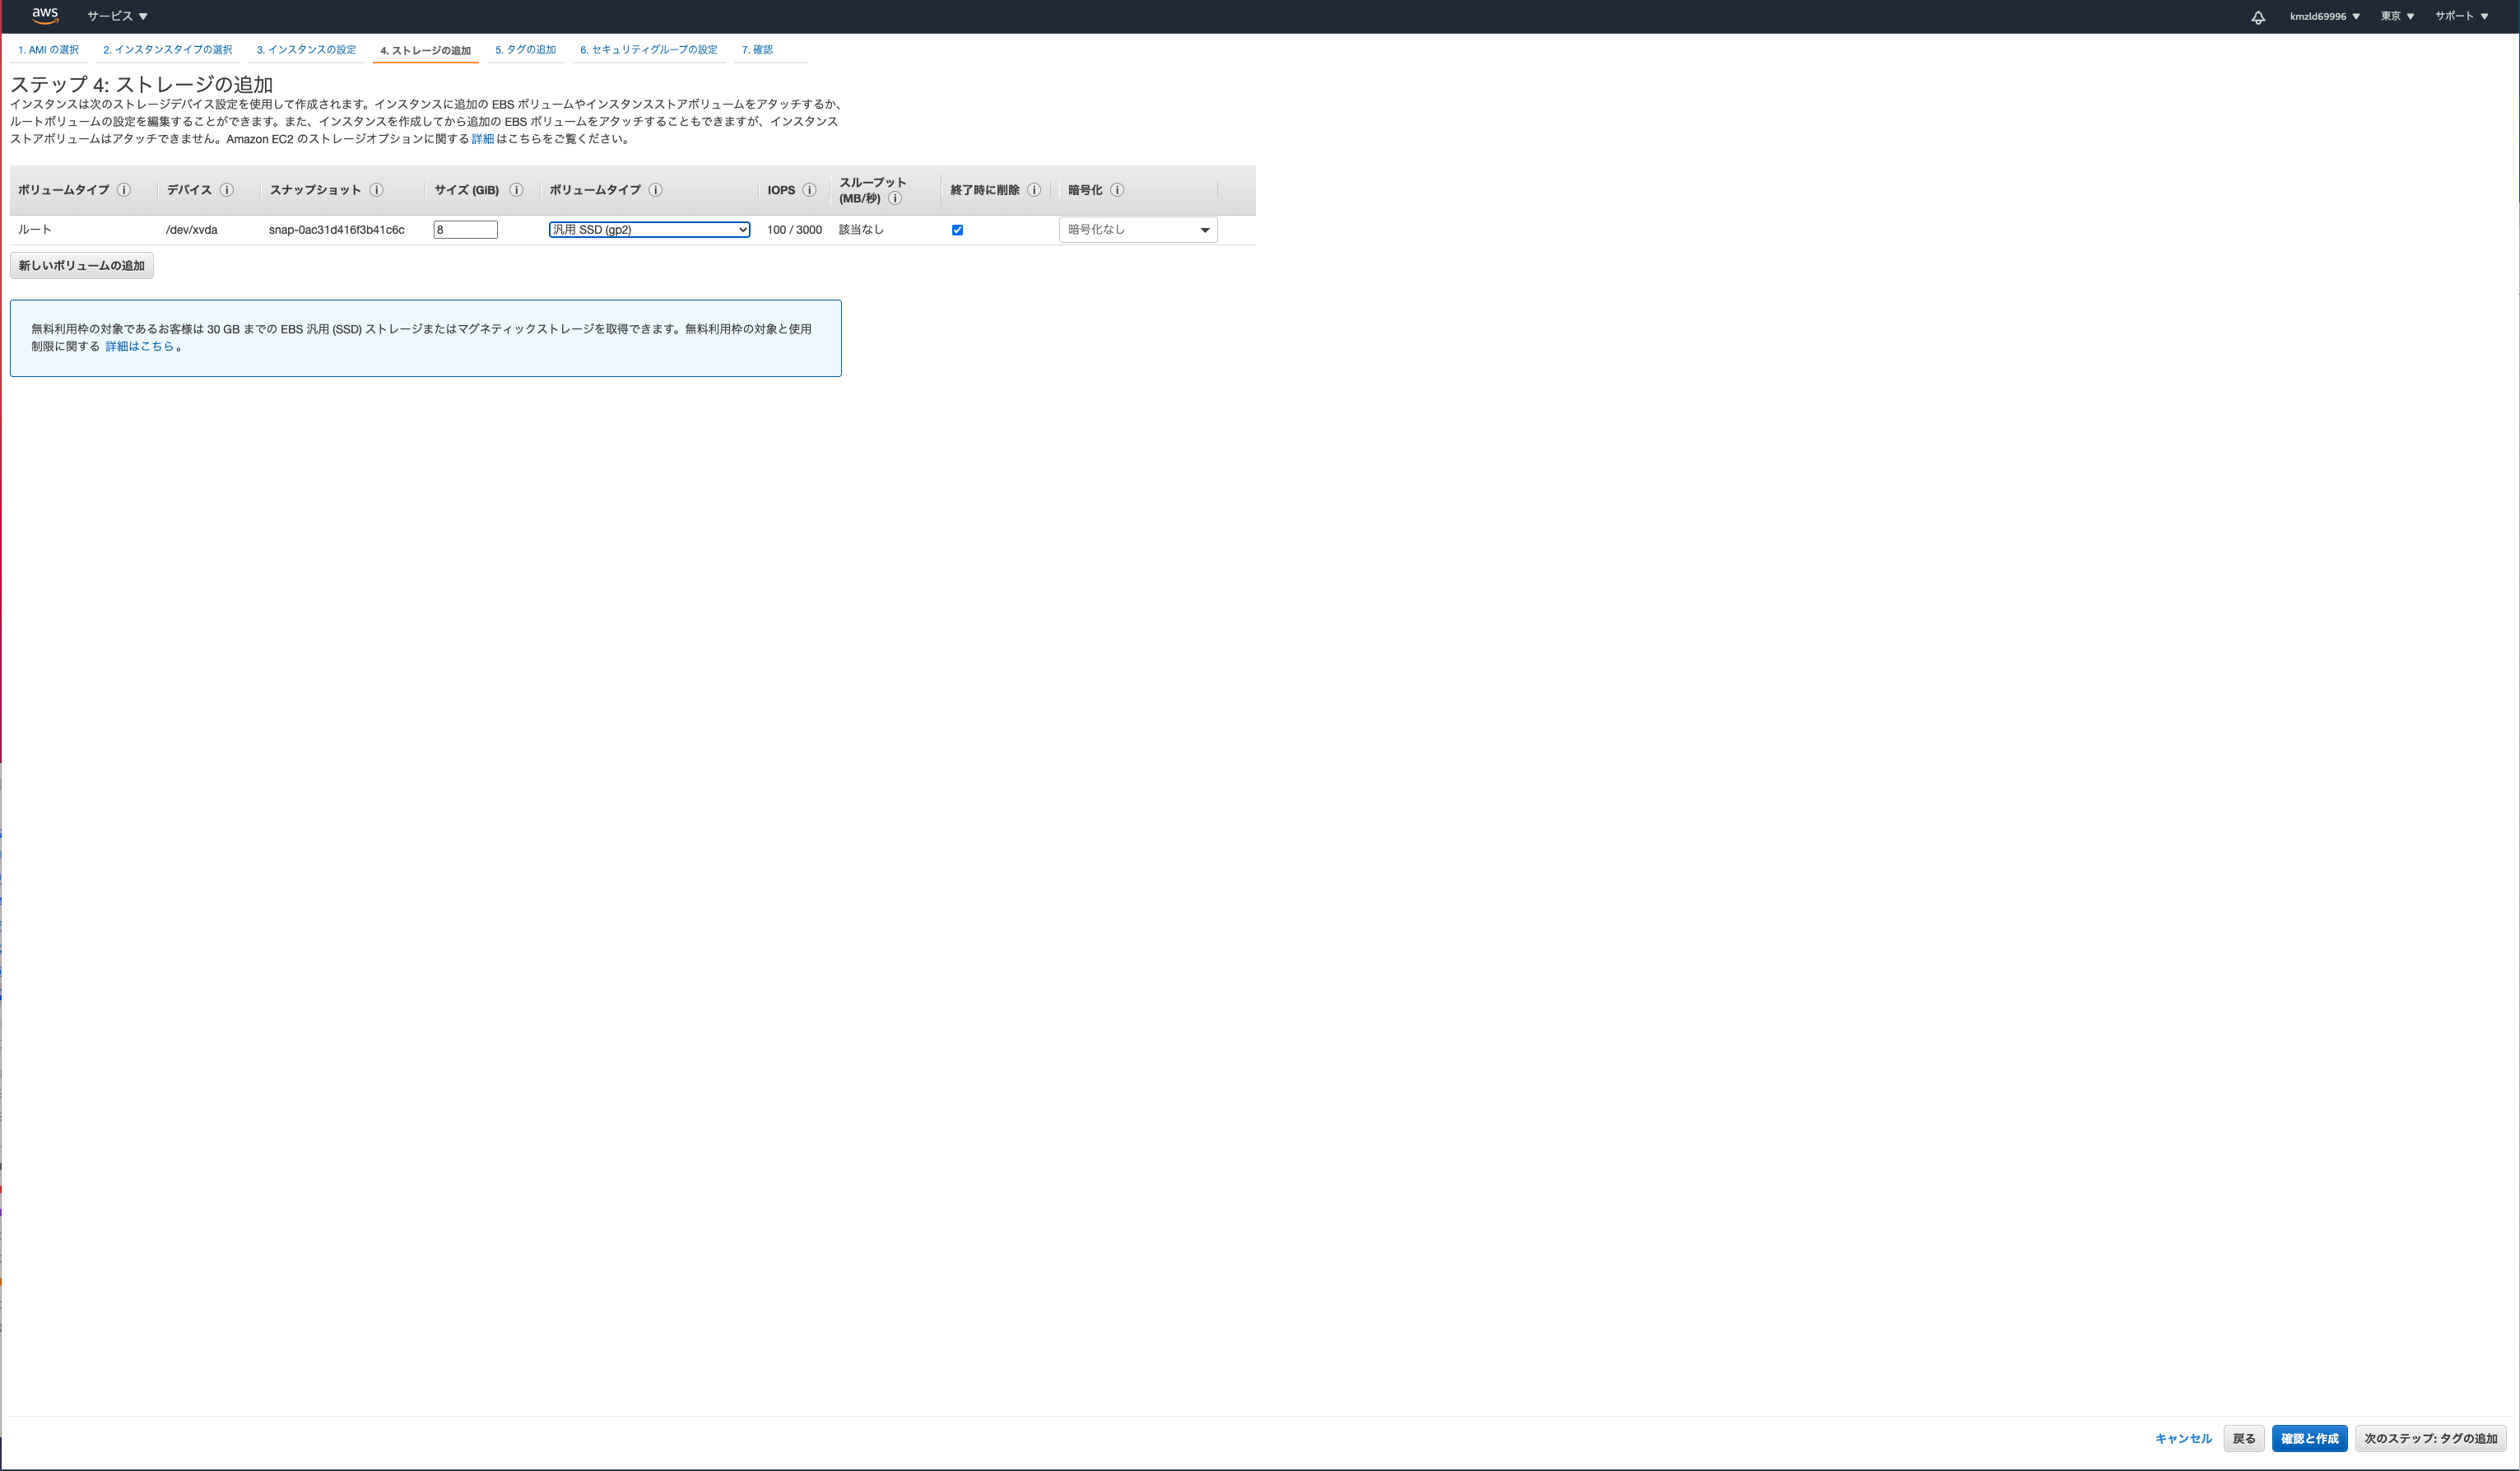 aws サービス kmzld69996 東京 サポート
1. AMI の選択 2. インスタンスタイプの選択 3. インスタンスの設定 4. ストレージの追加 5. タグの追加 6. セキュリティグループの設定 7. 確認
ステップ 4: ストレージの追加
インスタンスは次のストレージデバイス設定を使用して作成されます。インスタンスに追加の EBS ボリュームやインスタンスストアボリュームをアタッチするか、
ルートボリュームの設定を編集することができます。また、インスタンスを作成してから追加の EBS ボリュームをアタッチすることもできますが、インスタンス
ストアボリュームはアタッチできません。Amazon EC2 のストレージオプションに関する 詳細 はこちらをご覧ください。
ボリュームタイプ デバイス スナップショット サイズ (GiB) ボリュームタイプ IOPS スループット (MB/秒) 終了時に削除 暗号化
ルート /dev/xvda snap-0ac31d416f3b41c6c 8 汎用 SSD (gp2) 100 / 3000 該当なし 暗号化なし
新しいボリュームの追加
無料利用枠の対象であるお客様は 30 GB までの EBS 汎用 (SSD) ストレージまたはマグネティックストレージを取得できます。無料利用枠の対象と使用
制限に関する 詳細はこちら 。
キャンセル 戻る 確認と作成 次のステップ: タグの追加